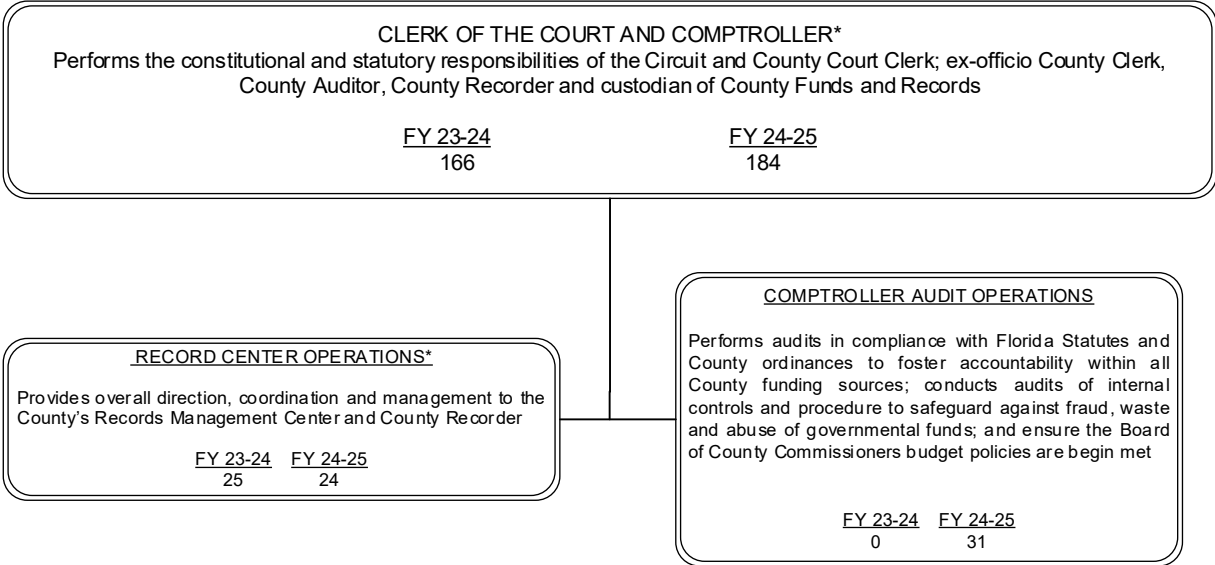 CLERK OF THE COURT AND COMPTROLLER*
Performs the constitutional and statutory responsibilities of the Circuit and County Court Clerk; ex-officio County Clerk,
County Auditor, County Recorder and custodian of County Funds and Records
FY 23-24 FY 24-25
166 184
RECORD CENTER OPERATIONS*
Provides overall direction, coordination and management to the
County's Records Management Center and County Recorder
FY 23-24 FY 24-25
25 24
COMPTROLLER AUDIT OPERATIONS
Performs audits in compliance with Florida Statutes and
County ordinances to foster accountability within all
County funding sources; conducts audits of internal
controls and procedure to safeguard against fraud, waste
and abuse of governmental funds; and ensure the Board
of County Commissioners budget policies are begin met
FY 23-24 FY 24-25
0 31